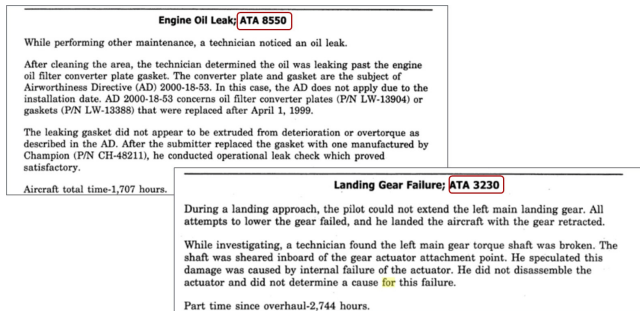 Engine Oil Leak; ATA 8550
While performing other maintenance, a technician noticed an oil leak.
After cleaning the area, the technician determined the oil was leaking past the engine
oil filter converter plate gasket. The converter plate and gasket are the subject of
Airworthiness Directive (AD) 2000-18-53. In this case, the AD does not apply due to the
installation date. AD 2000-18-53 concerns oil filter converter plates (P/N LW-13904) or
gaskets (P/N LW-13388) that were replaced after April 1, 1999.
The leaking gasket did not appear to be extruded from deterioration or overtorque as
described in the AD. After the submitter replaced the gasket with one manufactured by
Champion (P/N CH-48211), he conducted operational leak check which proved
satisfactory.
Aircraft total time-1,707 hours.
Landing Gear Failure; ATA 3230
During a landing approach, the pilot could not extend the left main landing gear. All
attempts to lower the gear failed, and he landed the aircraft with the gear retracted.
While investigating, a technician found the left main gear torque shaft was broken. The
shaft was sheared inboard of the gear actuator attachment point. He speculated this
damage was caused by internal failure of the actuator. He did not disassemble the
actuator and did not determine a cause for this failure.
Part time since overhaul-2,744 hours.